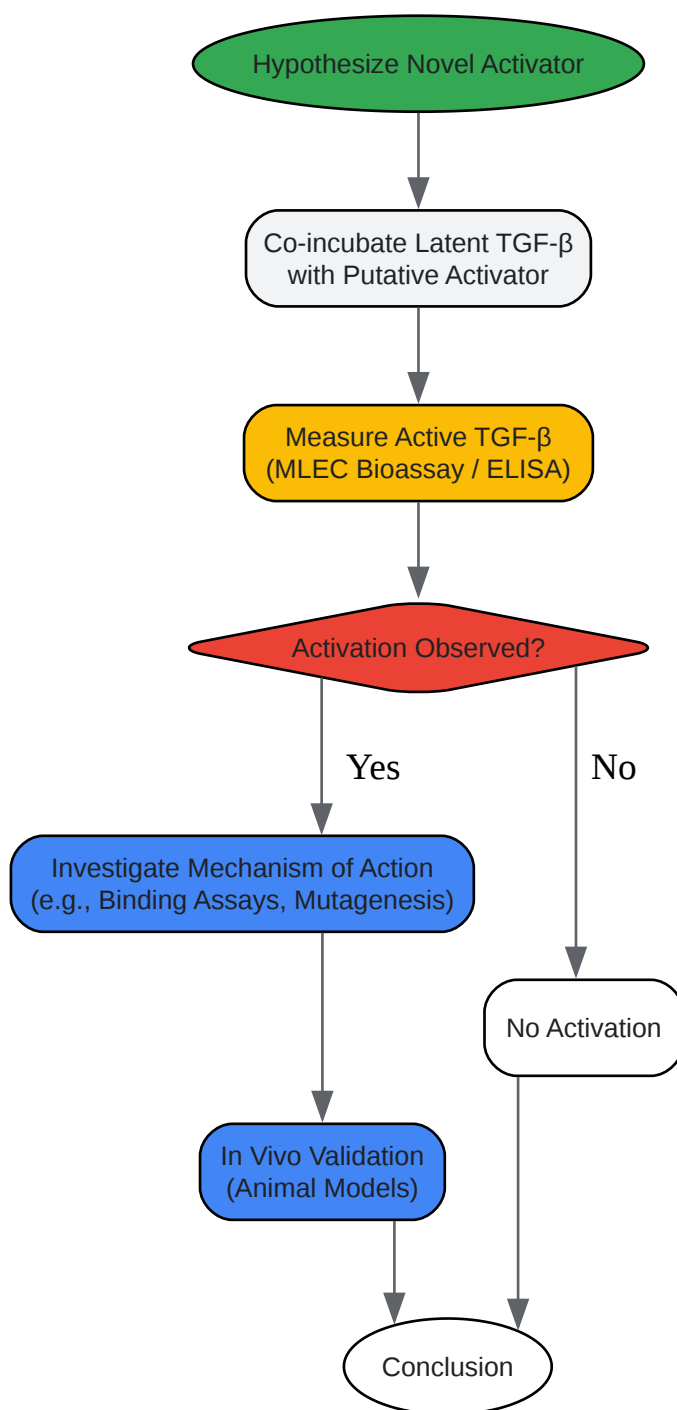 Hypothesize Novel Activator
Co-incubate Latent TGF-β
with Putative Activator
Measure Active TGF-β
(MLEC Bioassay / ELISA)
Activation Observed?
Yes
No
Investigate Mechanism of Action
(e.g., Binding Assays, Mutagenesis)
No Activation
In Vivo Validation
(Animal Models)
Conclusion